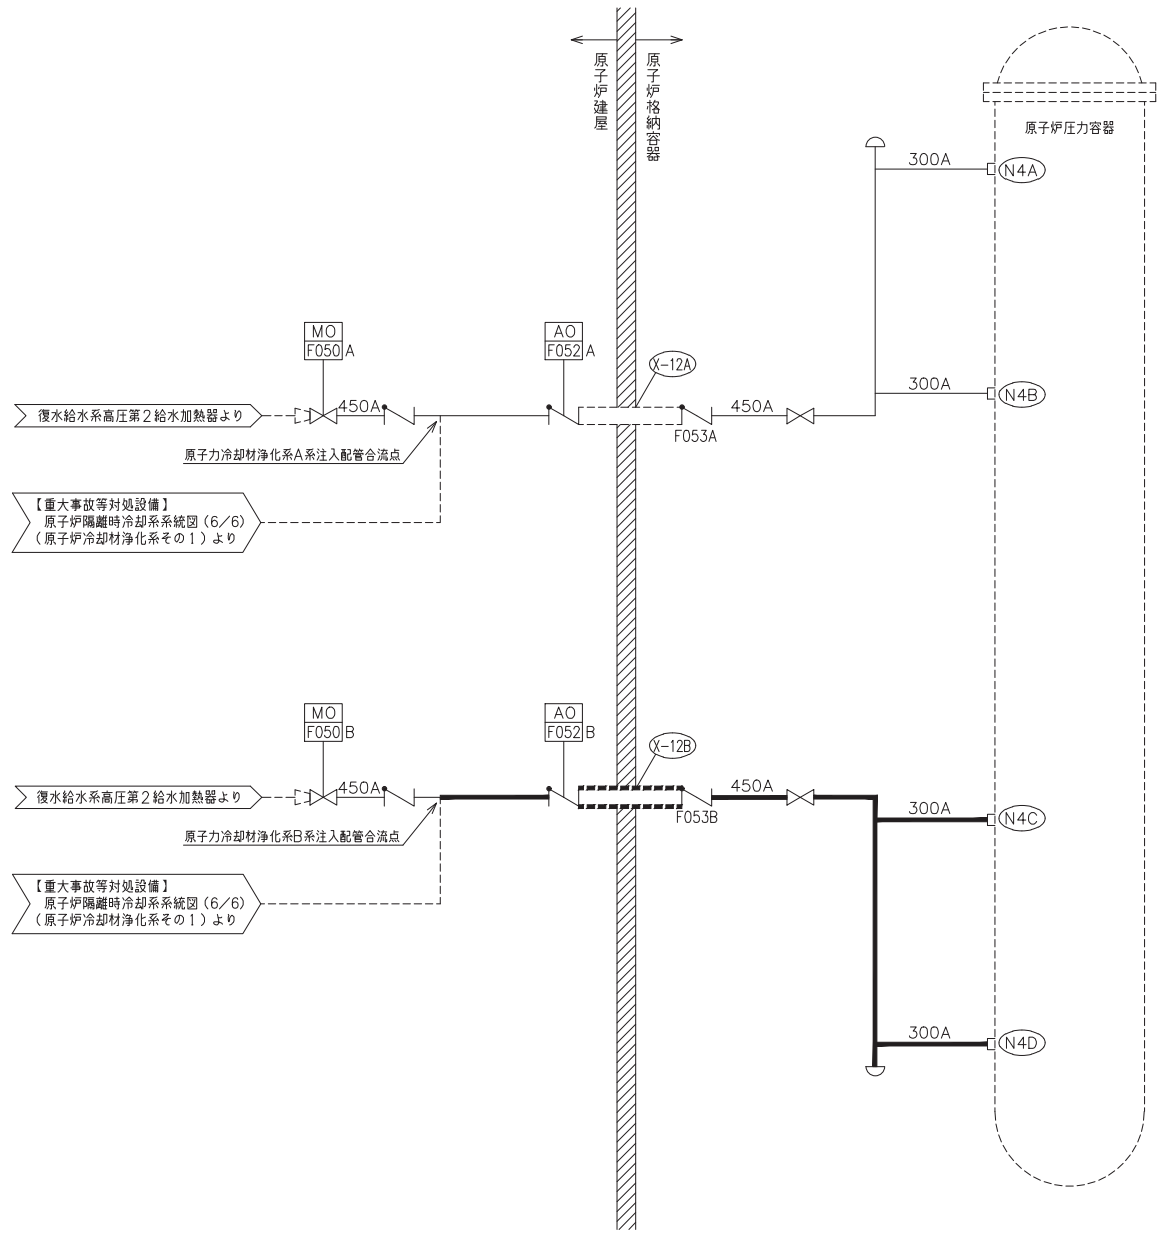 原子炉建屋
原子炉格納容器
原子炉圧力容器
300A
N4A
MO
F050 A
AO
F052 A
X-12A
300A
N4B
復水給水系高圧第2給水加熱器より
450A
450A
F053A
原子力冷却材浄化系A系注入配管合流点
【重大事故等対処設備】
原子炉隔離時冷却系系統図(6/6)
(原子炉冷却材浄化系その1)より
MO
F050 B
AO
F052 B
X-12B
復水給水系高圧第2給水加熱器より
450A
450A
F053B
300A
N4C
原子力冷却材浄化系B系注入配管合流点
【重大事故等対処設備】
原子炉隔離時冷却系系統図(6/6)
(原子炉冷却材浄化系その1)より
300A
N4D